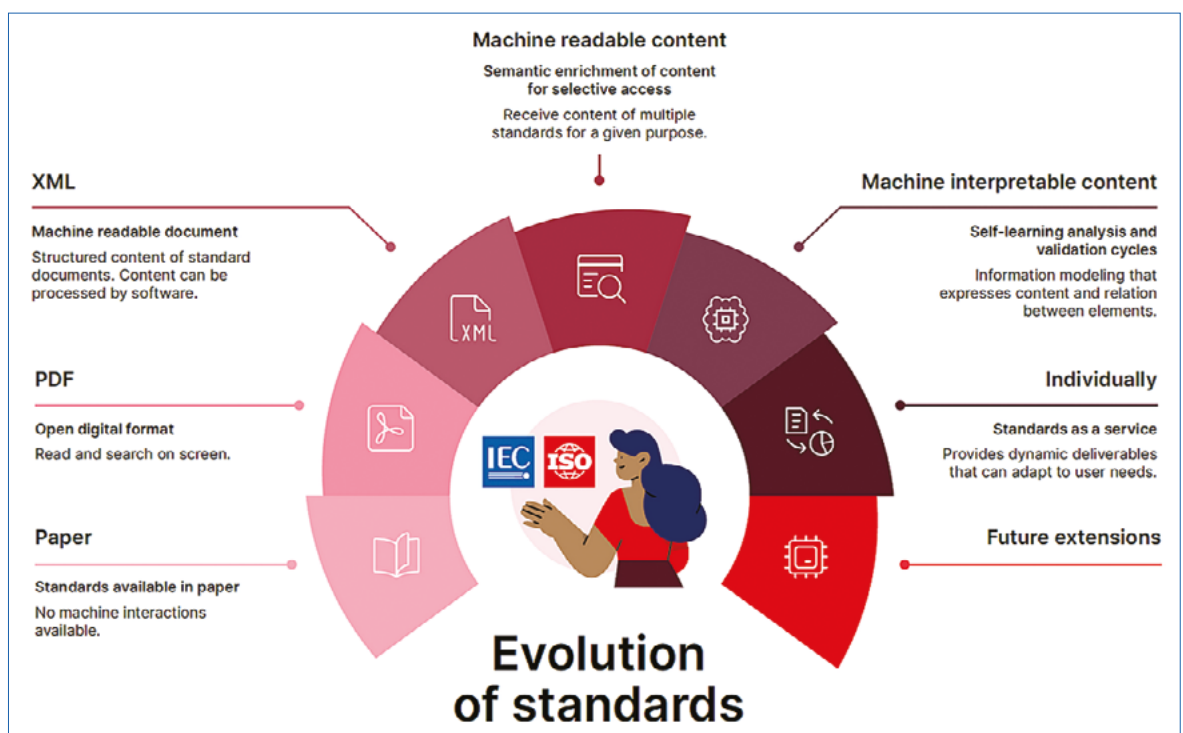 Machine readable content
Semantic enrichment of content
for selective access
Receive content of multiple
standards for a given purpose.
XML
Machine readable document
Structured content of standard
documents. Content can be
processed by software.
Machine interpretable content
Self-learning analysis and
validation cycles
Information modeling that
expresses content and relation
between elements.
PDF
Open digital format
Read and search on screen.
Individually
Standards as a service
Provides dynamic deliverables
that can adapt to user needs.
Paper
Standards available in paper
No machine interactions
available.
Future extensions
XML
IEC
ISO
Evolution
of standards